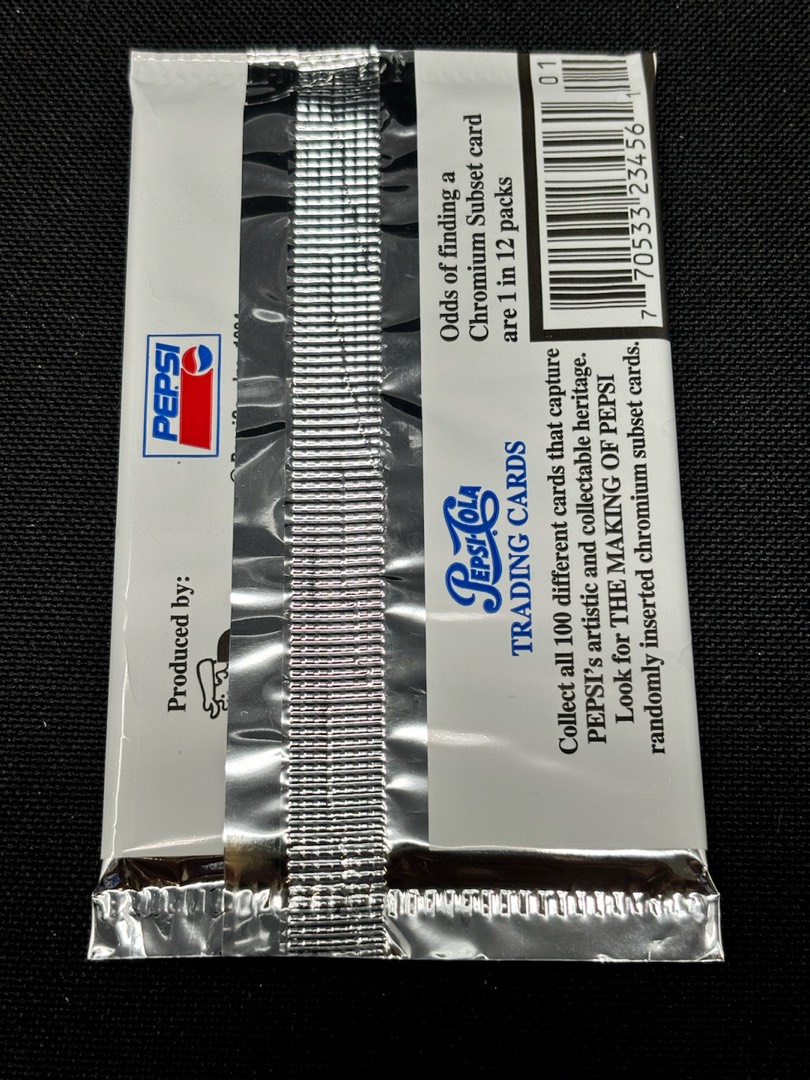 PEPSI
Produced by:
PEPSI-COLA
TRADING CARDS
Collect all 100 different cards that capture
PEPSI's artistic and collectable heritage.
Look for THE MAKING OF PEPSI
randomly inserted chromium subset cards.
Odds of finding a
Chromium Subset card
are 1 in 12 packs
7 70533 23456 1
01